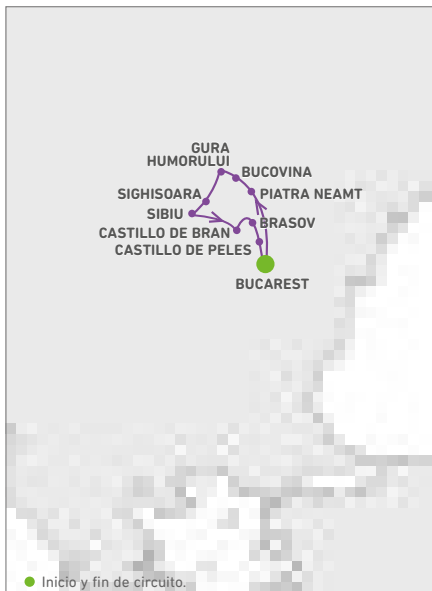 GURA
HUMORULUI
BUCOVINA
SIGHISOARA
PIATRA NEAMT
SIBIU
BRASOV
CASTILLO DE BRAN
CASTILLO DE PELES
BUCAREST
Inicio y fin de circuito.